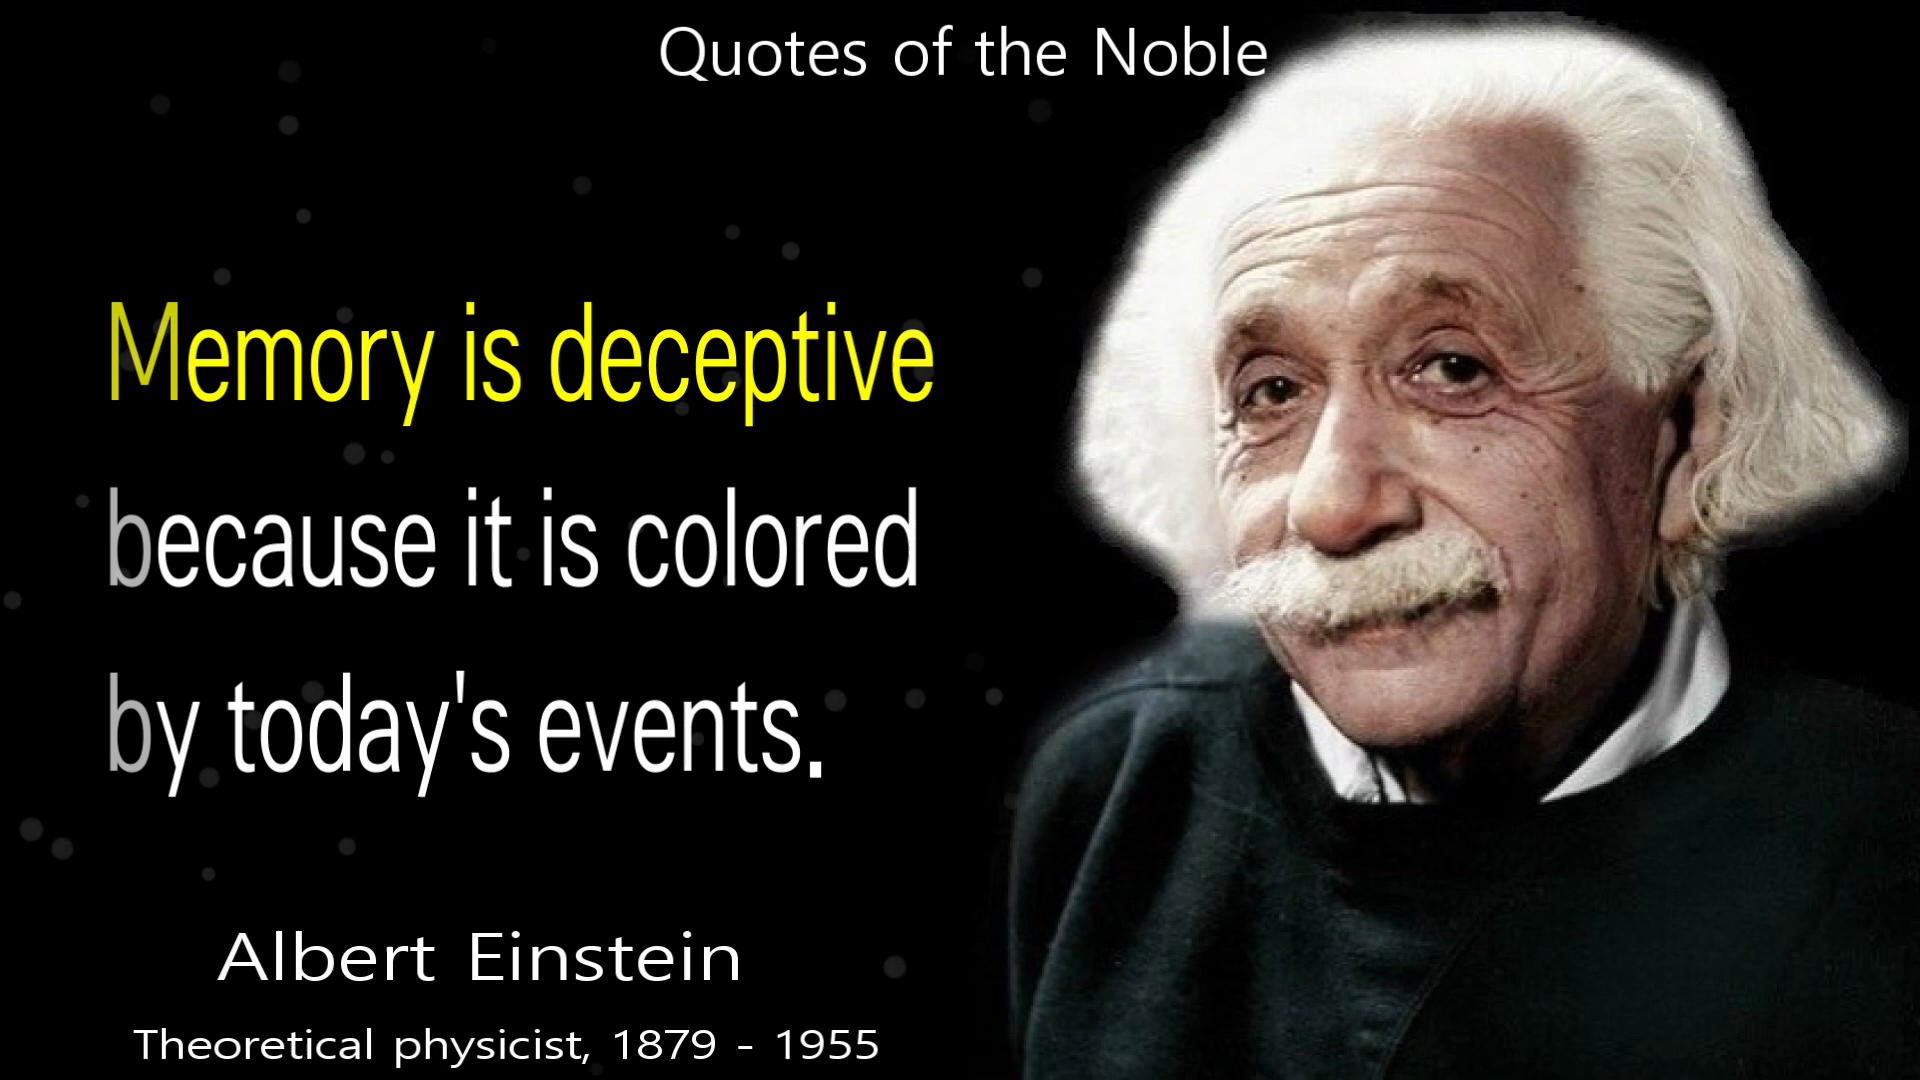 Quotes of the Noble
Memory is deceptive
because it is colored
by today's events.
Albert Einstein
Theoretical physicist, 1879 - 1955